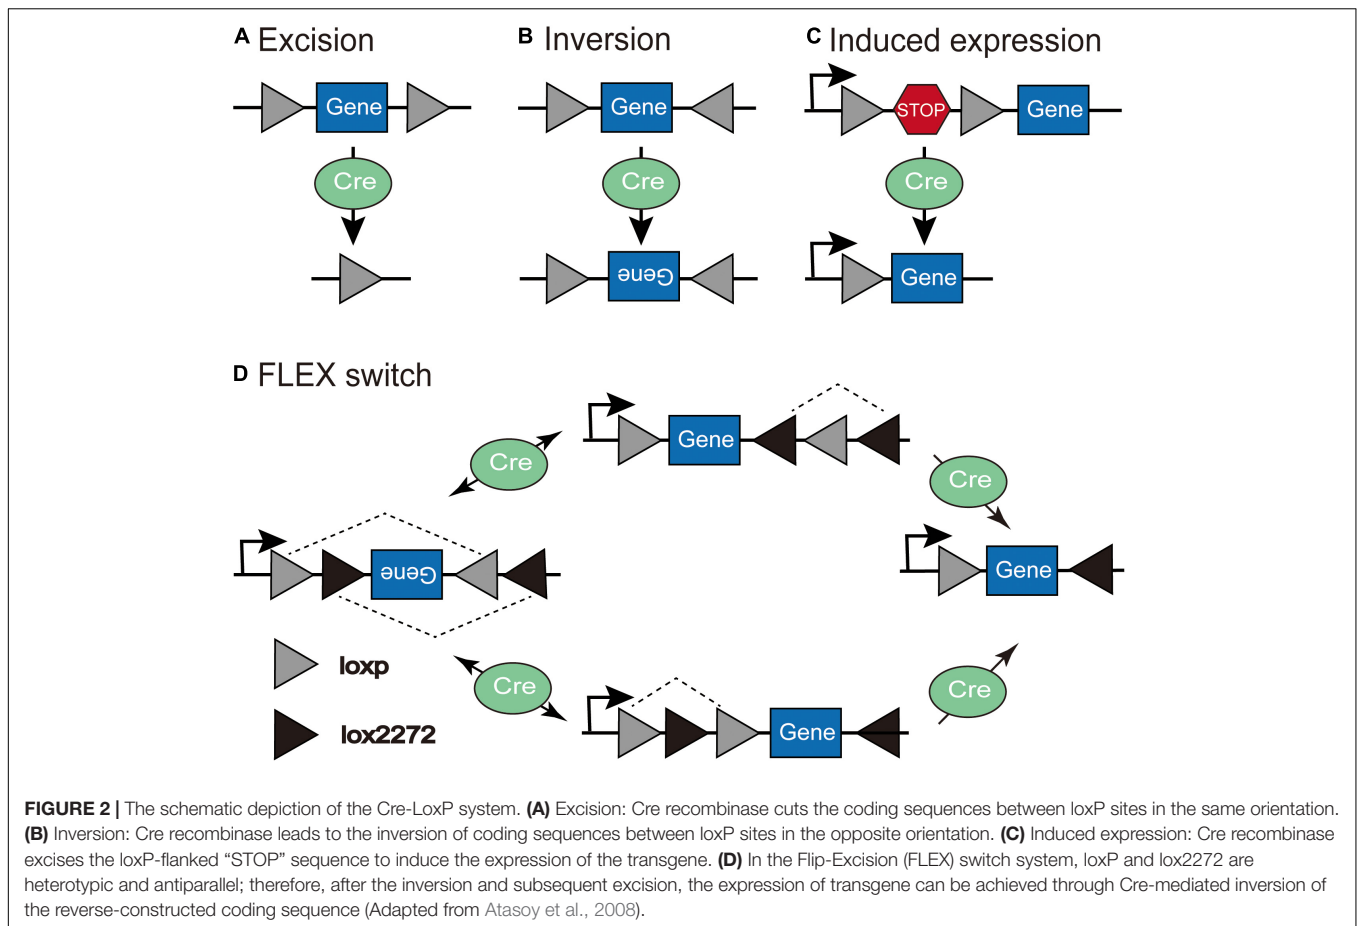 A Excision
B Inversion
C Induced expression
Gene
Gene
STOP
Gene
Cre
Cre
Cre
Gene
Gene
D FLEX switch
Gene
Cre
Cre
Gene
Gene
loxp
Cre
Cre
lox2272
Gene
FIGURE 2 | The schematic depiction of the Cre-LoxP system. (A) Excision: Cre recombinase cuts the coding sequences between loxP sites in the same orientation.
(B) Inversion: Cre recombinase leads to the inversion of coding sequences between loxP sites in the opposite orientation. (C) Induced expression: Cre recombinase
excises the loxP-flanked “STOP” sequence to induce the expression of the transgene. (D) In the Flip-Excision (FLEX) switch system, loxP and lox2272 are
heterotypic and antiparallel; therefore, after the inversion and subsequent excision, the expression of transgene can be achieved through Cre-mediated inversion of
the reverse-constructed coding sequence (Adapted from Atasoy et al., 2008).